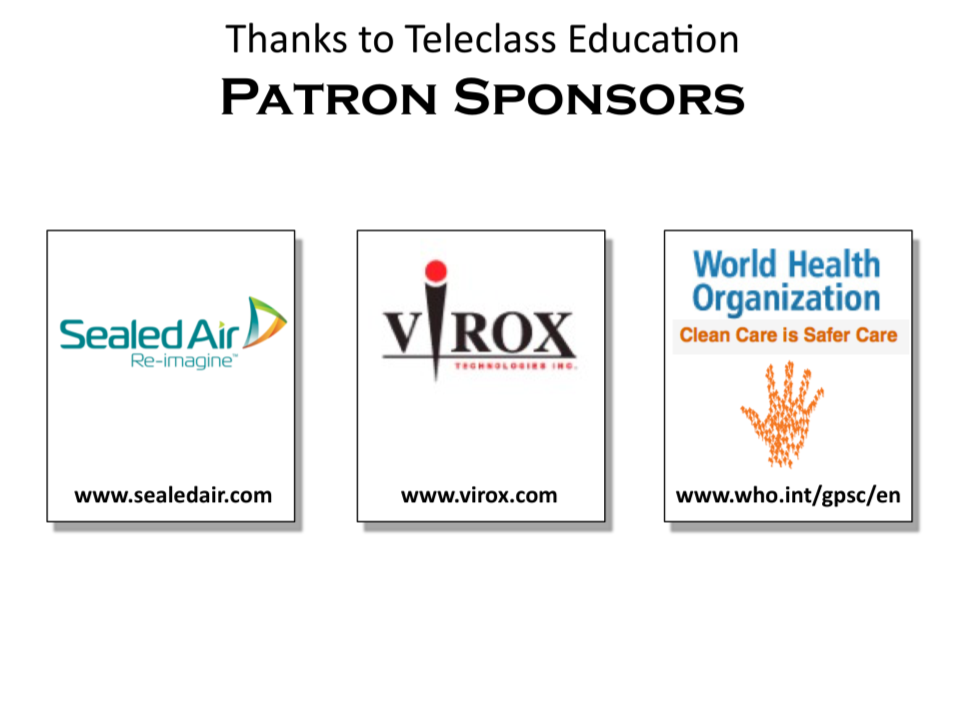 Thanks to Teleclass Education
PATRON SPONSORS
Sealed Air
Re-imagine™
www.sealedair.com
VIROX
TECHNOLOGIES INC.
www.virox.com
World Health
Organization
Clean Care is Safer Care
www.who.int/gpsc/en